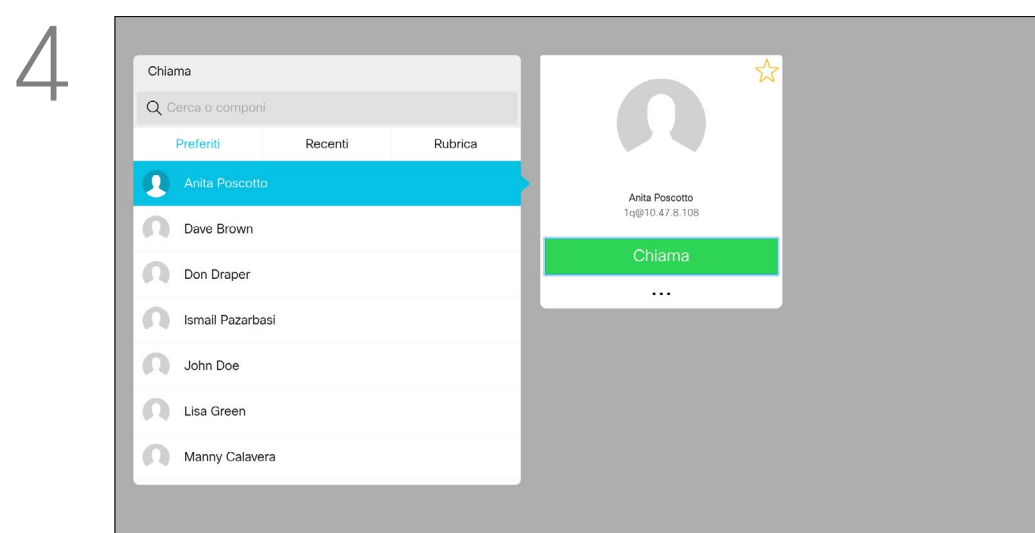 4
Chiama
Cerca o componi
Preferiti Recenti Rubrica
Anita Poscotto
Dave Brown
Don Draper
Ismail Pazarbasi
John Doe
Lisa Green
Manny Calavera
Anita Poscotto
1q@10.47.8.108
Chiama
...